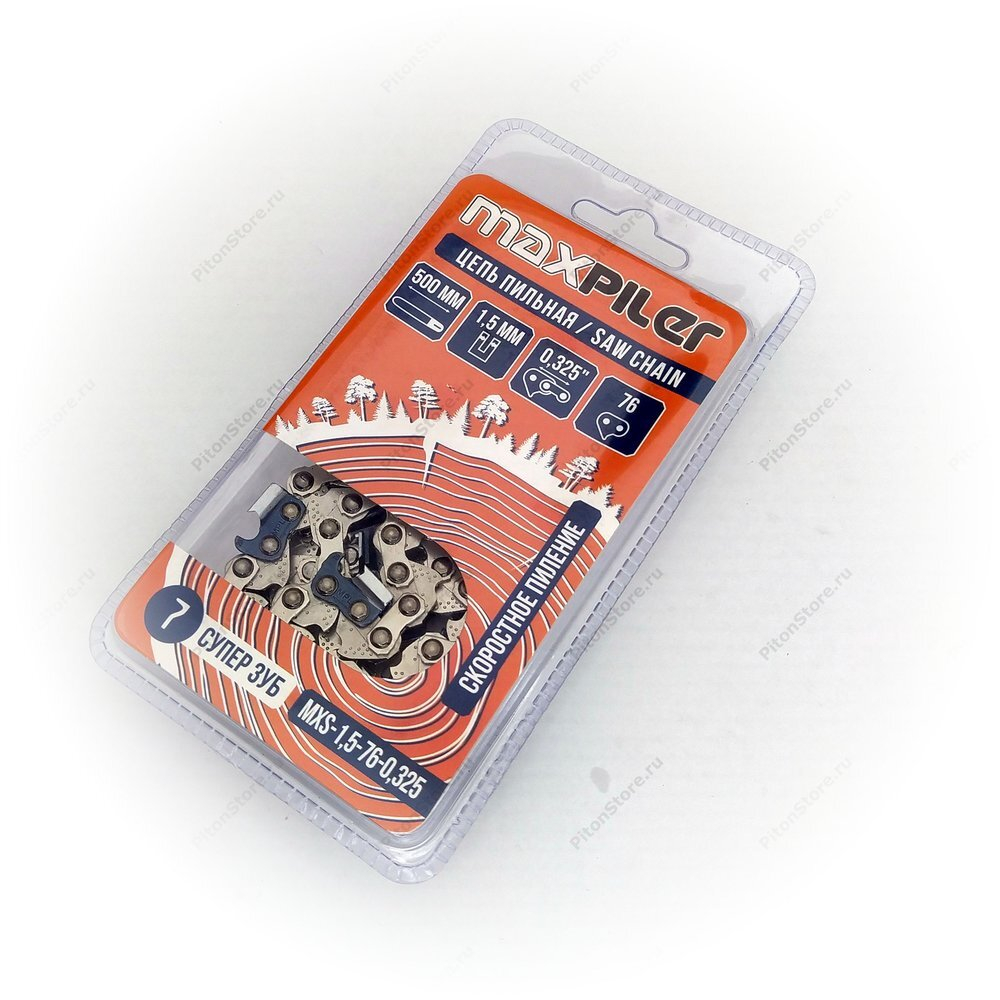 maxpiler
ЦЕПЬ ПИЛЬНАЯ / SAW CHAIN
500 ММ
1,5 ММ
0,325"
76
СКОРОСТНОЕ ПИЛЕНИЕ
7
СУПЕР ЗУБ
MXS-1,5-76-0,325
PitonStore.ru